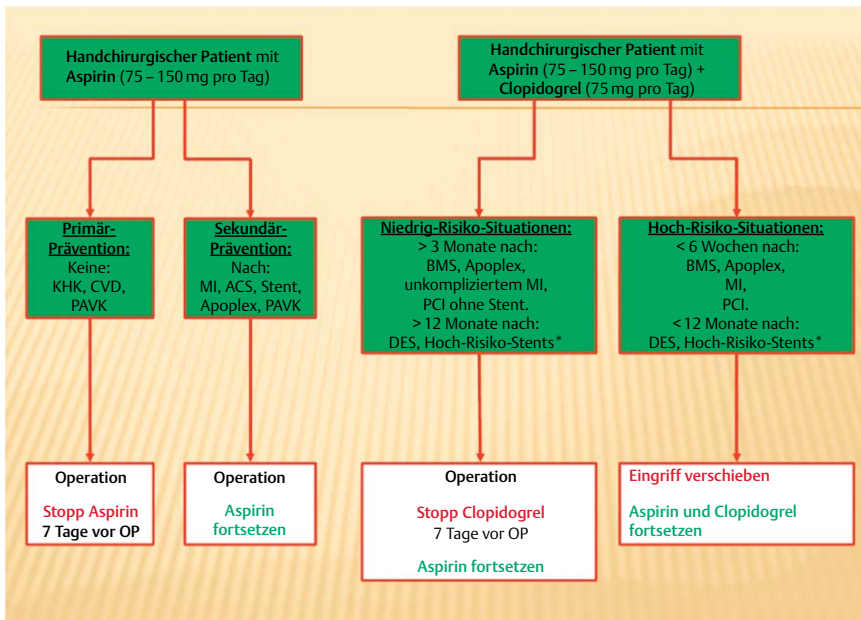 Handchirurgischer Patient mit
Aspirin (75 – 150 mg pro Tag)
Handchirurgischer Patient mit
Aspirin (75 – 150 mg pro Tag) +
Clopidogrel (75 mg pro Tag)
Primär-
Prävention:
Keine:
KHK, CVD,
PAVK
Sekundär-
Prävention:
Nach:
MI, ACS, Stent,
Apoplex, PAVK
Niedrig-Risiko-Situationen:
> 3 Monate nach:
BMS, Apoplex,
unkompliziertem MI,
PCI ohne Stent.
> 12 Monate nach:
DES, Hoch-Risiko-Stents*
Hoch-Risiko-Situationen:
< 6 Wochen nach:
BMS, Apoplex,
MI,
PCI.
< 12 Monate nach:
DES, Hoch-Risiko-Stents*
Operation
Stopp Aspirin
7 Tage vor OP
Operation
Aspirin
fortsetzen
Operation
Stopp Clopidogrel
7 Tage vor OP
Aspirin fortsetzen
Eingriff verschieben
Aspirin und Clopidogrel
fortsetzen